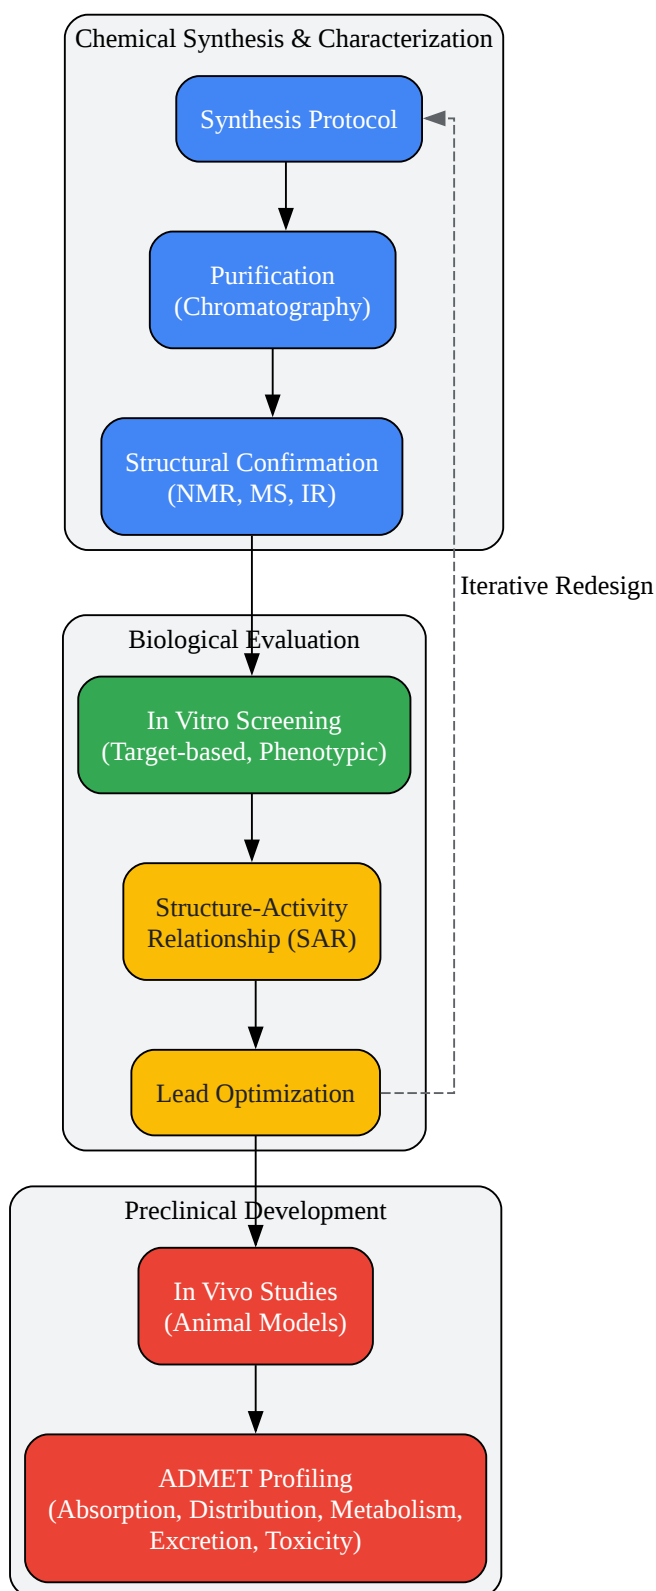 Chemical Synthesis & Characterization
Synthesis Protocol
Purification
(Chromatography)
Structural Confirmation
(NMR, MS, IR)
Iterative Redesign
Biological Evaluation
In Vitro Screening
(Target-based, Phenotypic)
Structure-Activity
Relationship (SAR)
Lead Optimization
Preclinical Development
In Vivo Studies
(Animal Models)
ADMET Profiling
(Absorption, Distribution, Metabolism,
Excretion, Toxicity)